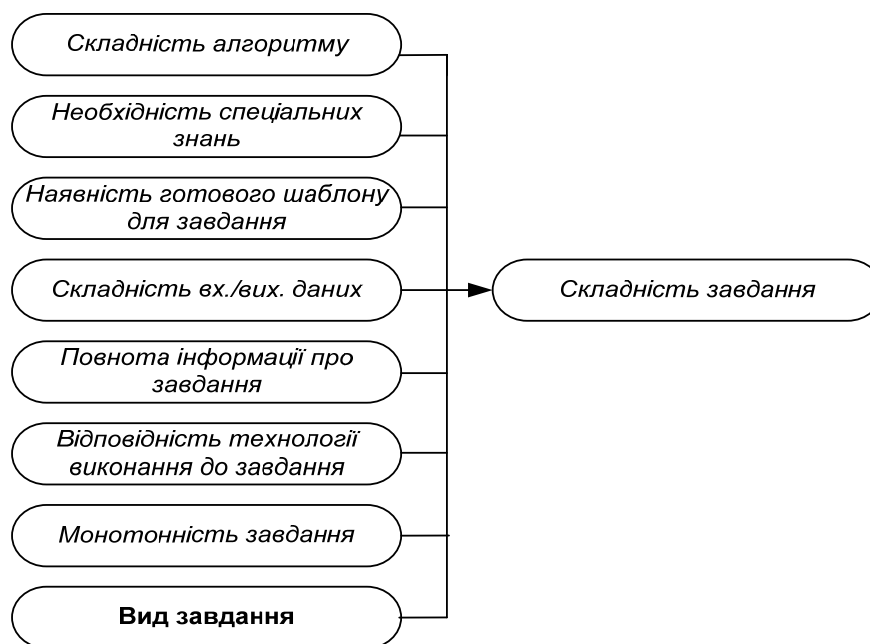 Складність алгоритму
Необхідність спеціальних
знань
Наявність готового шаблону
для завдання
Складність вх./вих. даних
Складність завдання
Повнота інформації про
завдання
Відповідність технології
виконання до завдання
Монотонність завдання
Вид завдання